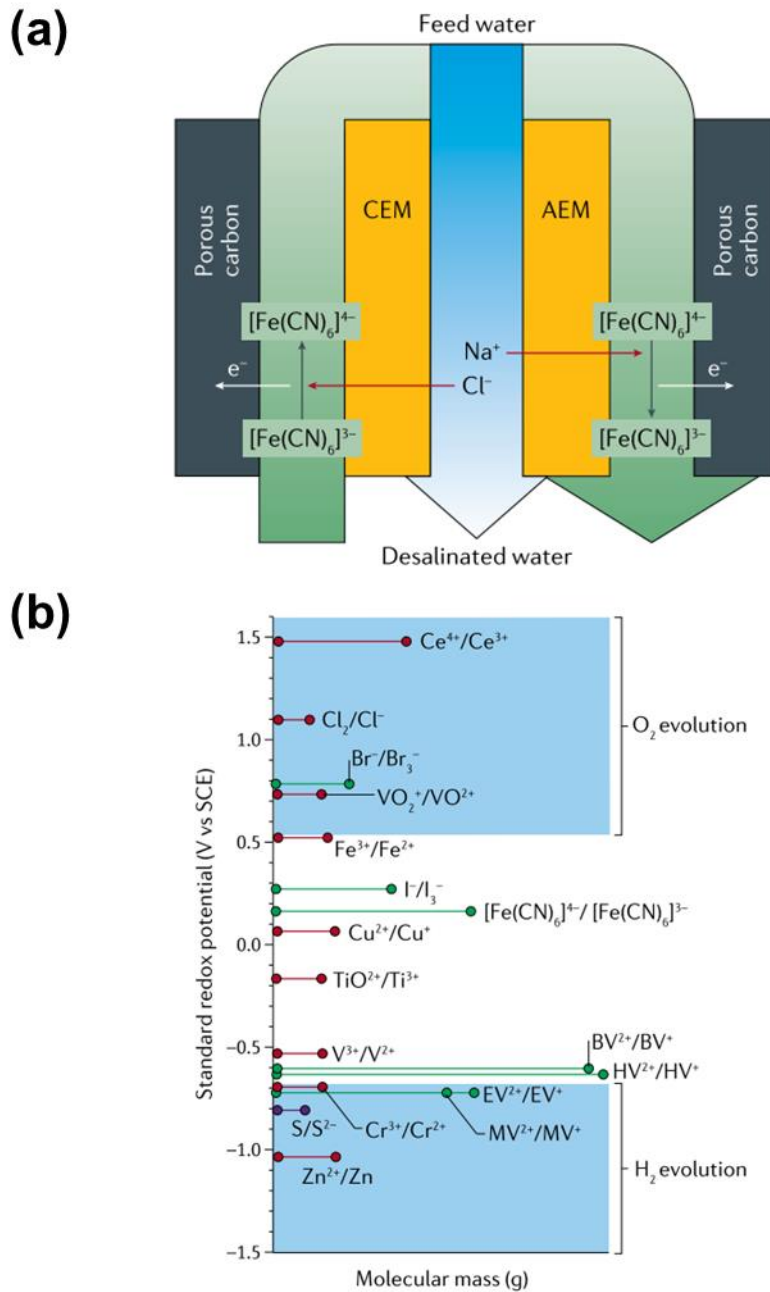 (a)
Feed water
Porous
carbon
CEM
AEM
Porous
carbon
[Fe(CN)₆]⁴⁻
[Fe(CN)₆]⁴⁻
Na⁺
e⁻
Cl⁻
e⁻
[Fe(CN)₆]³⁻
[Fe(CN)₆]³⁻
Desalinated water
(b)
Standard redox potential (V vs SCE)
1.5
1.0
0.5
0.0
−0.5
−1.0
−1.5
Ce⁴⁺/Ce³⁺
Cl₂/Cl⁻
O₂ evolution
Br⁻/Br₃⁻
VO₂⁺/VO²⁺
Fe³⁺/Fe²⁺
I⁻/I₃⁻
[Fe(CN)₆]⁴⁻/ [Fe(CN)₆]³⁻
Cu²⁺/Cu⁺
TiO²⁺/Ti³⁺
BV²⁺/BV⁺
V³⁺/V²⁺
HV²⁺/HV⁺
EV²⁺/EV⁺
S/S²⁻
Cr³⁺/Cr²⁺
MV²⁺/MV⁺
Zn²⁺/Zn
H₂ evolution
Molecular mass (g)